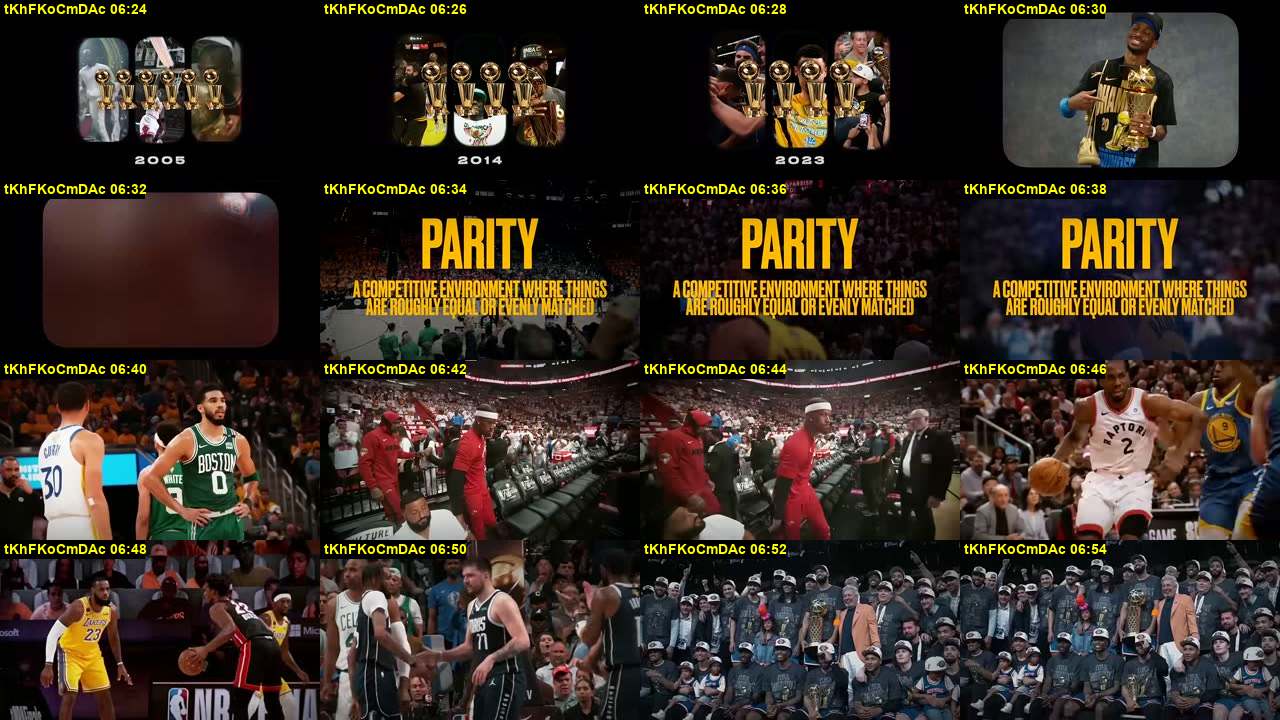 tKhFKoCmDAc 06:24
2005
tKhFKoCmDAc 06:26
2014
tKhFKoCmDAc 06:28
2023
tKhFKoCmDAc 06:30
tKhFKoCmDAc 06:32
tKhFKoCmDAc 06:34
PARITY
A COMPETITIVE ENVIRONMENT WHERE THINGS
ARE ROUGHLY EQUAL OR EVENLY MATCHED
tKhFKoCmDAc 06:36
PARITY
A COMPETITIVE ENVIRONMENT WHERE THINGS
ARE ROUGHLY EQUAL OR EVENLY MATCHED
tKhFKoCmDAc 06:38
PARITY
A COMPETITIVE ENVIRONMENT WHERE THINGS
ARE ROUGHLY EQUAL OR EVENLY MATCHED
tKhFKoCmDAc 06:40
30
BOSTON
0
WHITE
tKhFKoCmDAc 06:42
tKhFKoCmDAc 06:44
tKhFKoCmDAc 06:46
RAPTORS
2
9
GAME
tKhFKoCmDAc 06:48
LAKERS
23
tKhFKoCmDAc 06:50
77
tKhFKoCmDAc 06:52
tKhFKoCmDAc 06:54